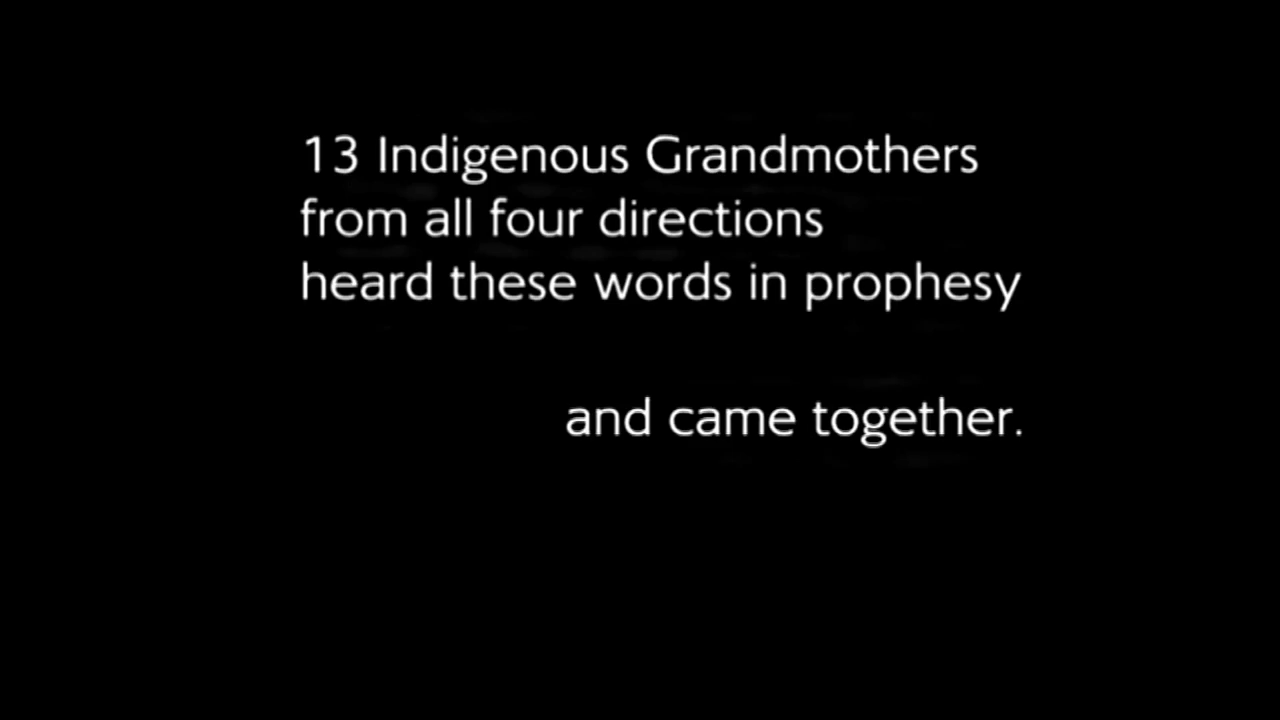 13 Indigenous Grandmothers
from all four directions
heard these words in prophesy
and came together.